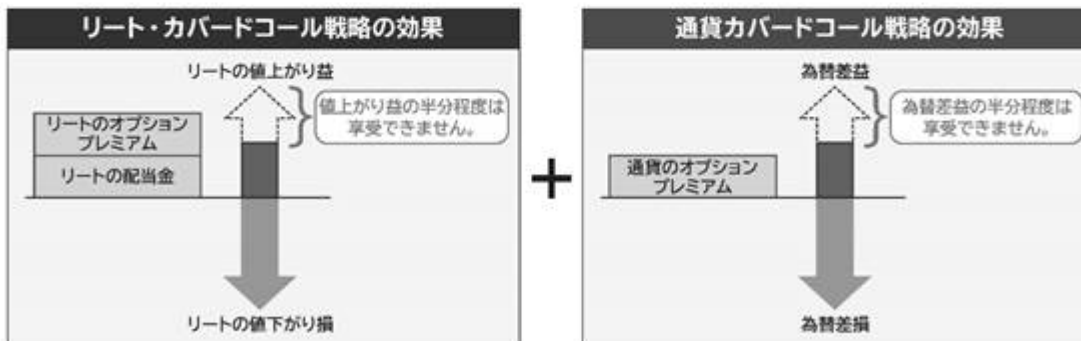 リート・カバードコール戦略の効果
リートの値上がり益
値上がり益の半分程度は
享受できません。
リートのオプション
プレミアム
リートの配当金
リートの値下がり損
+
通貨カバードコール戦略の効果
為替差益
為替差益の半分程度は
享受できません。
通貨のオプション
プレミアム
為替差損